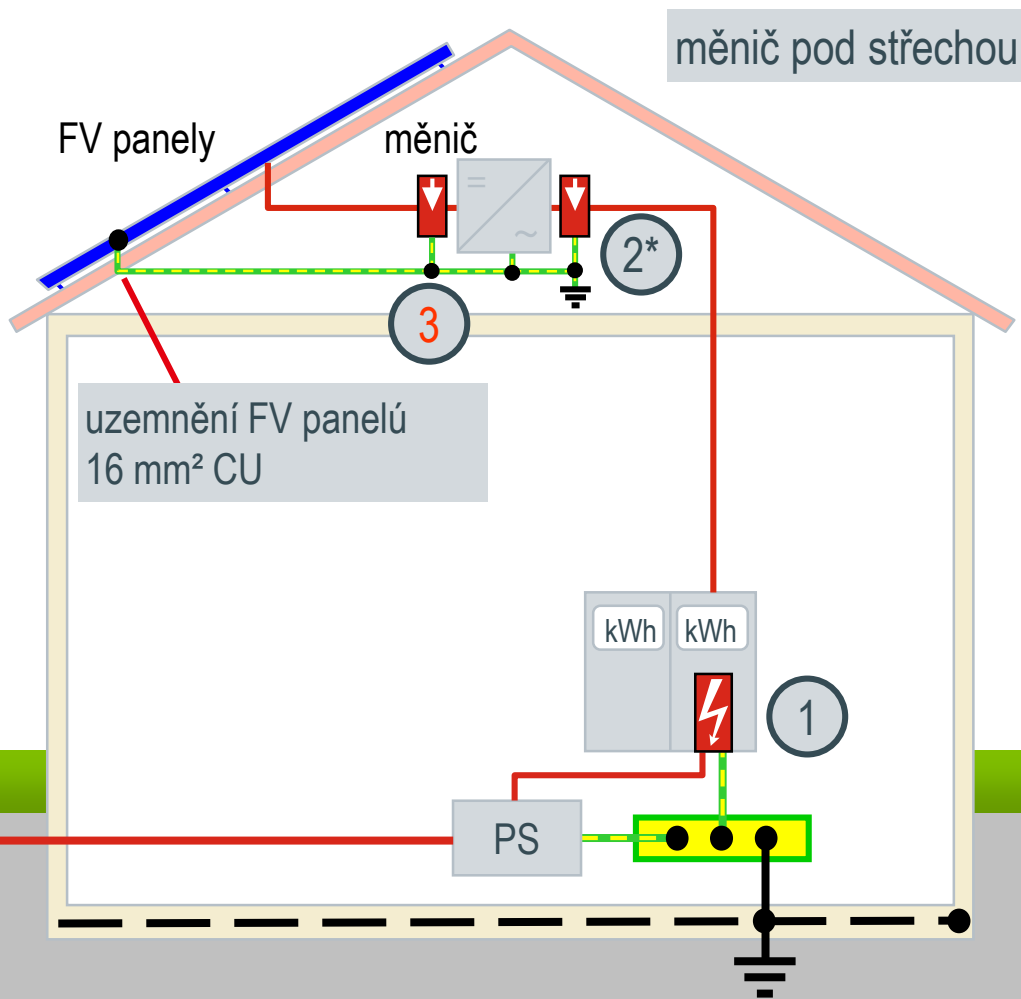 měnič pod střechou
FV panely
měnič
=
~
2*
3
uzemnění FV panelú
16 mm² CU
kWh
kWh
1
PS